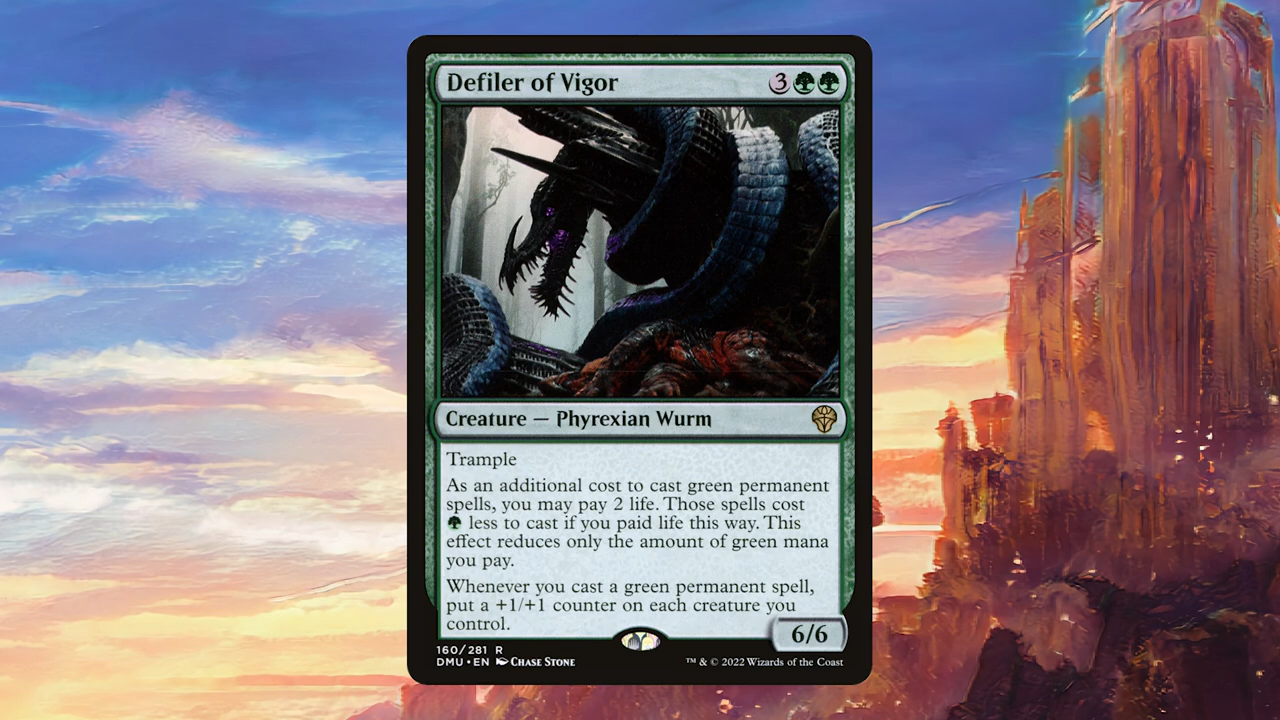 Defiler of Vigor 3
Creature — Phyrexian Wurm
Trample
As an additional cost to cast green permanent
spells, you may pay 2 life. Those spells cost
less to cast if you paid life this way. This
effect reduces only the amount of green mana
you pay.
Whenever you cast a green permanent spell,
put a +1/+1 counter on each creature you
control.
6/6
160/281 R
DMU • EN CHASE STONE
™ & © 2022 Wizards of the Coast